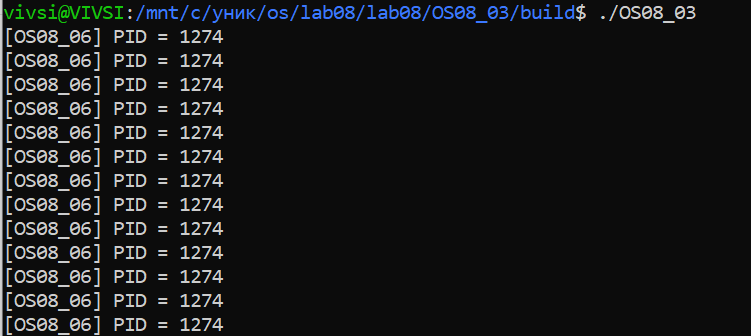 vivsi@VIVSI:/mnt/c/уник/os/lab08/lab08/OS08_03/build$ ./OS08_03
[OS08_06] PID = 1274
[OS08_06] PID = 1274
[OS08_06] PID = 1274
[OS08_06] PID = 1274
[OS08_06] PID = 1274
[OS08_06] PID = 1274
[OS08_06] PID = 1274
[OS08_06] PID = 1274
[OS08_06] PID = 1274
[OS08_06] PID = 1274
[OS08_06] PID = 1274
[OS08_06] PID = 1274
[OS08_06] PID = 1274